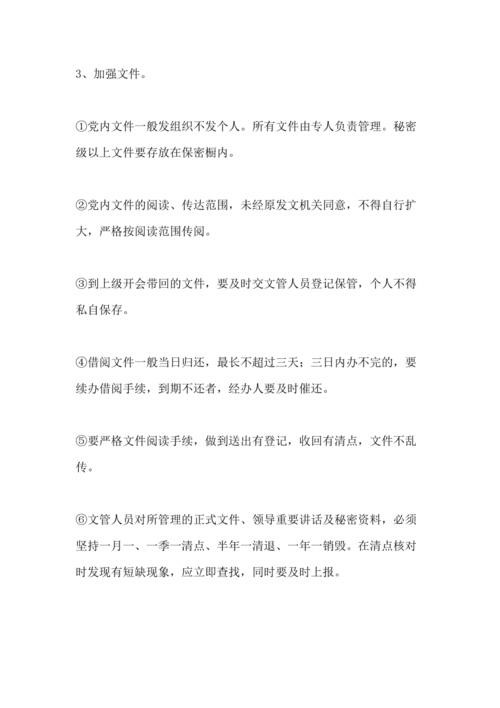 3、加强文件。
①党内文件一般发组织不发个人。所有文件由专人负责管理。秘密
级以上文件要存放在保密橱内。
②党内文件的阅读、传达范围，未经原发文机关同意，不得自行扩
大，严格按阅读范围传阅。
③到上级开会带回的文件，要及时交文管人员登记保管，个人不得
私自保存。
④借阅文件一般当日归还，最长不超过三天；三日内办不完的，要
续办借阅手续，到期不还者，经办人要及时催还。
⑤要严格文件阅读手续，做到送出有登记，收回有清点，文件不乱
传。
⑥文管人员对所管理的正式文件、领导重要讲话及秘密资料，必须
坚持一月一、一季一清点、半年一清退、一年一销毁。在清点核对
时发现有短缺现象，应立即查找，同时要及时上报。